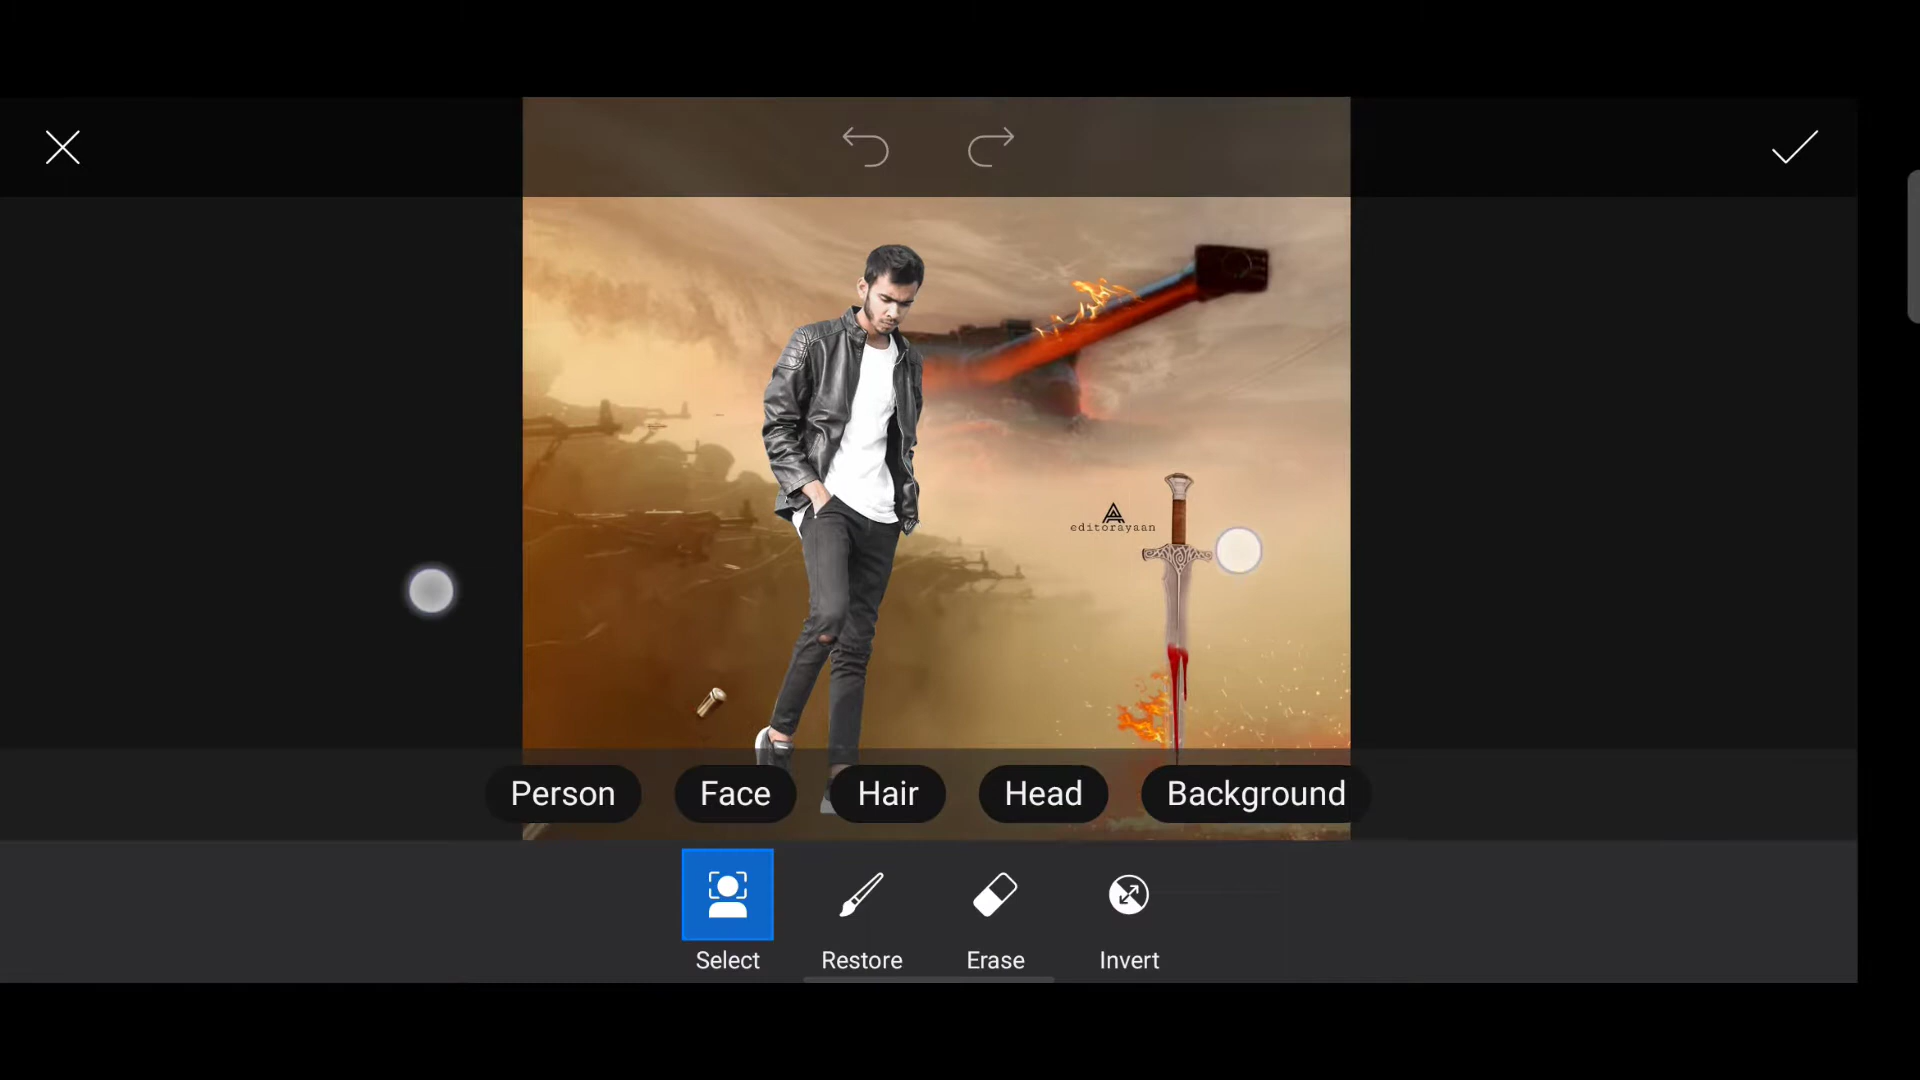 editorayaan
Person Face Hair Head Background
Select Restore Erase Invert